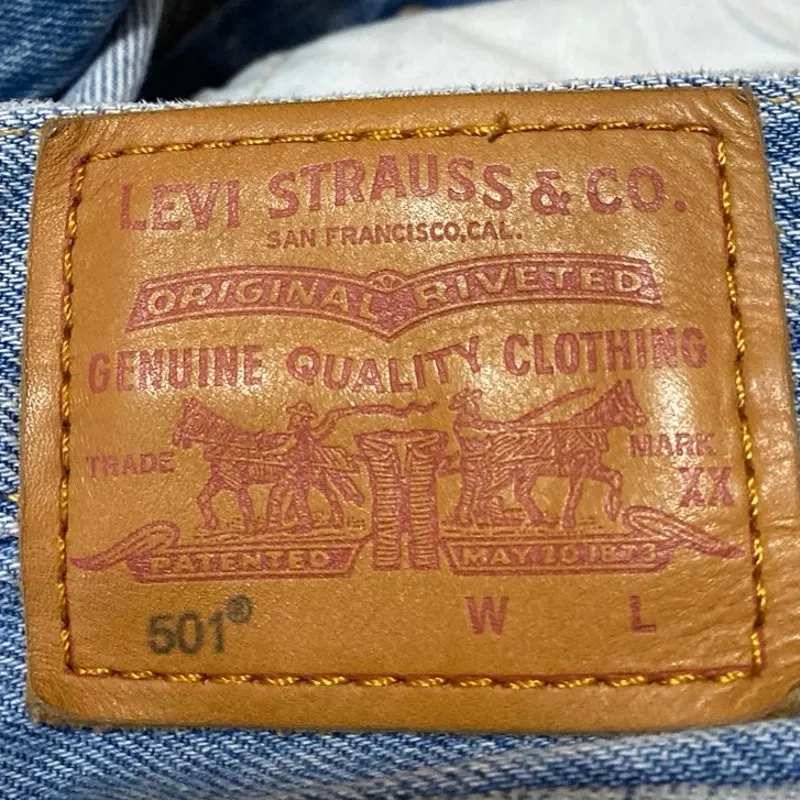 LEVI STRAUSS & CO.
SAN FRANCISCO, CAL.
ORIGINAL RIVETED
GENUINE QUALITY CLOTHING
TRADE MARK
XX
PATENTED MAY 20 1873
501® W L